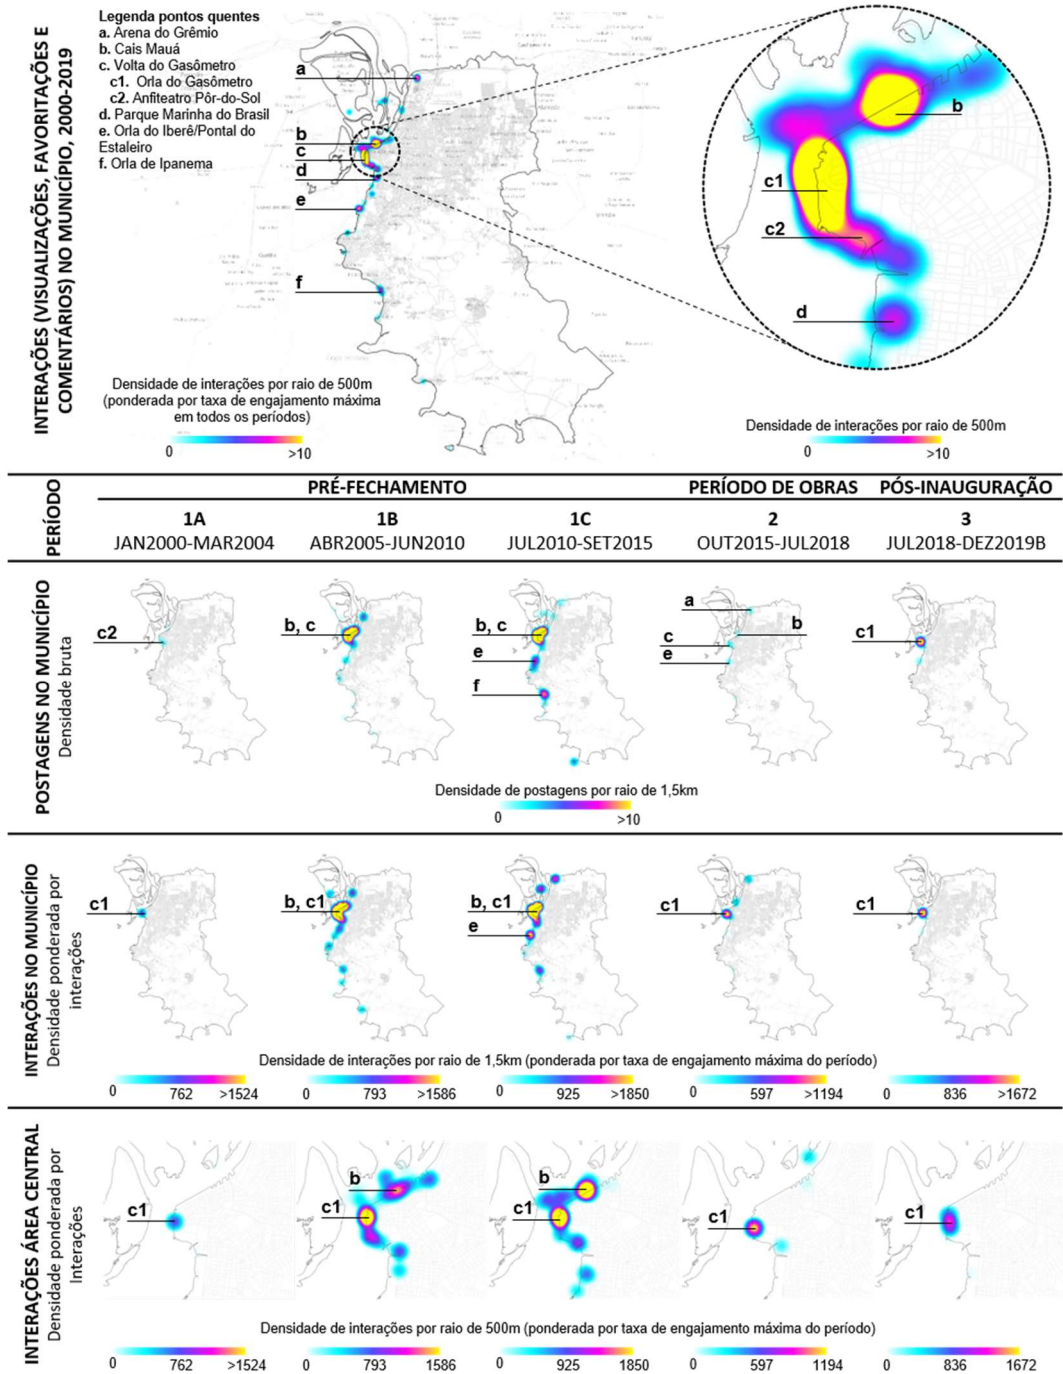 INTERAÇÕES (VISUALIZAÇÕES, FAVORITAÇÕES E
COMENTÁRIOS) NO MUNICÍPIO, 2000-2019
Legenda pontos quentes
a. Arena do Grêmio
b. Cais Mauá
c. Volta do Gasômetro
c1. Orla do Gasômetro
c2. Anfiteatro Pôr-do-Sol
d. Parque Marinha do Brasil
e. Orla do Iberê/Pontal do
Estaleiro
f. Orla de Ipanema
a
b
c
d
e
f
b
c1
c2
d
Densidade de interações por raio de 500m
(ponderada por taxa de engajamento máxima
em todos os períodos)
0 >10
Densidade de interações por raio de 500m
0 >10
PERÍODO
PRÉ-FECHAMENTO PERÍODO DE OBRAS PÓS-INAUGURAÇÃO
1A 1B 1C 2 3
JAN2000-MAR2004 ABR2005-JUN2010 JUL2010-SET2015 OUT2015-JUL2018 JUL2018-DEZ2019B
POSTAGENS NO MUNICÍPIO
Densidade bruta
c2
b, c
b, c
e
f
a
b
c
e
c1
Densidade de postagens por raio de 1,5km
0 >10
INTERAÇÕES NO MUNICÍPIO
Densidade ponderada por
interações
c1
b, c1
b, c1
e
c1
c1
Densidade de interações por raio de 1,5km (ponderada por taxa de engajamento máxima do período)
0 762 >1524 0 793 >1586 0 925 >1850 0 597 >1194 0 836 >1672
INTERAÇÕES ÁREA CENTRAL
Densidade ponderada por
Interações
c1
b
c1
b
c1
c1
c1
Densidade de interações por raio de 500m (ponderada por taxa de engajamento máxima do período)
0 762 >1524 0 793 1586 0 925 1850 0 597 1194 0 836 1672